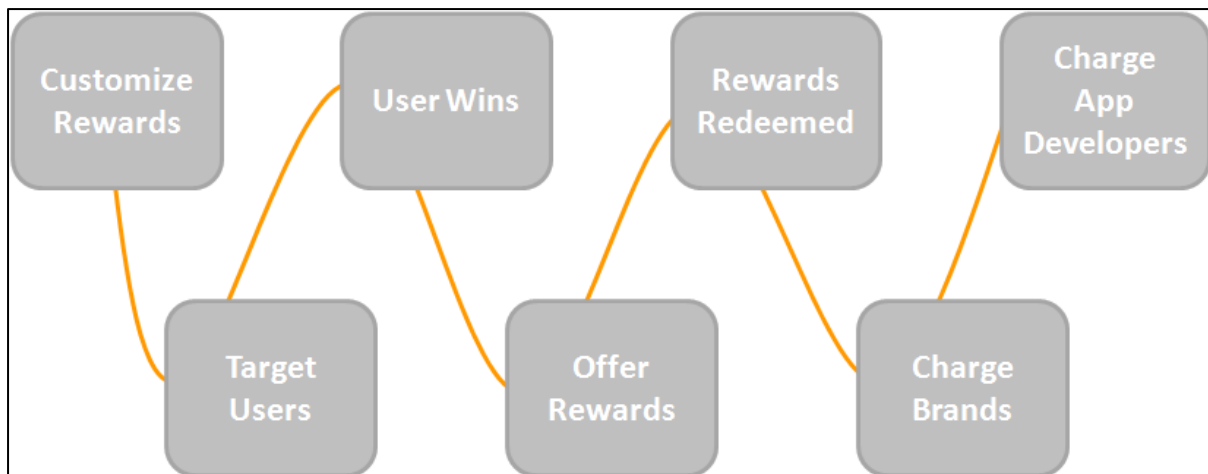 Customize
Rewards
Target
Users
User Wins
Offer
Rewards
Rewards
Redeemed
Charge
Brands
Charge
App
Developers